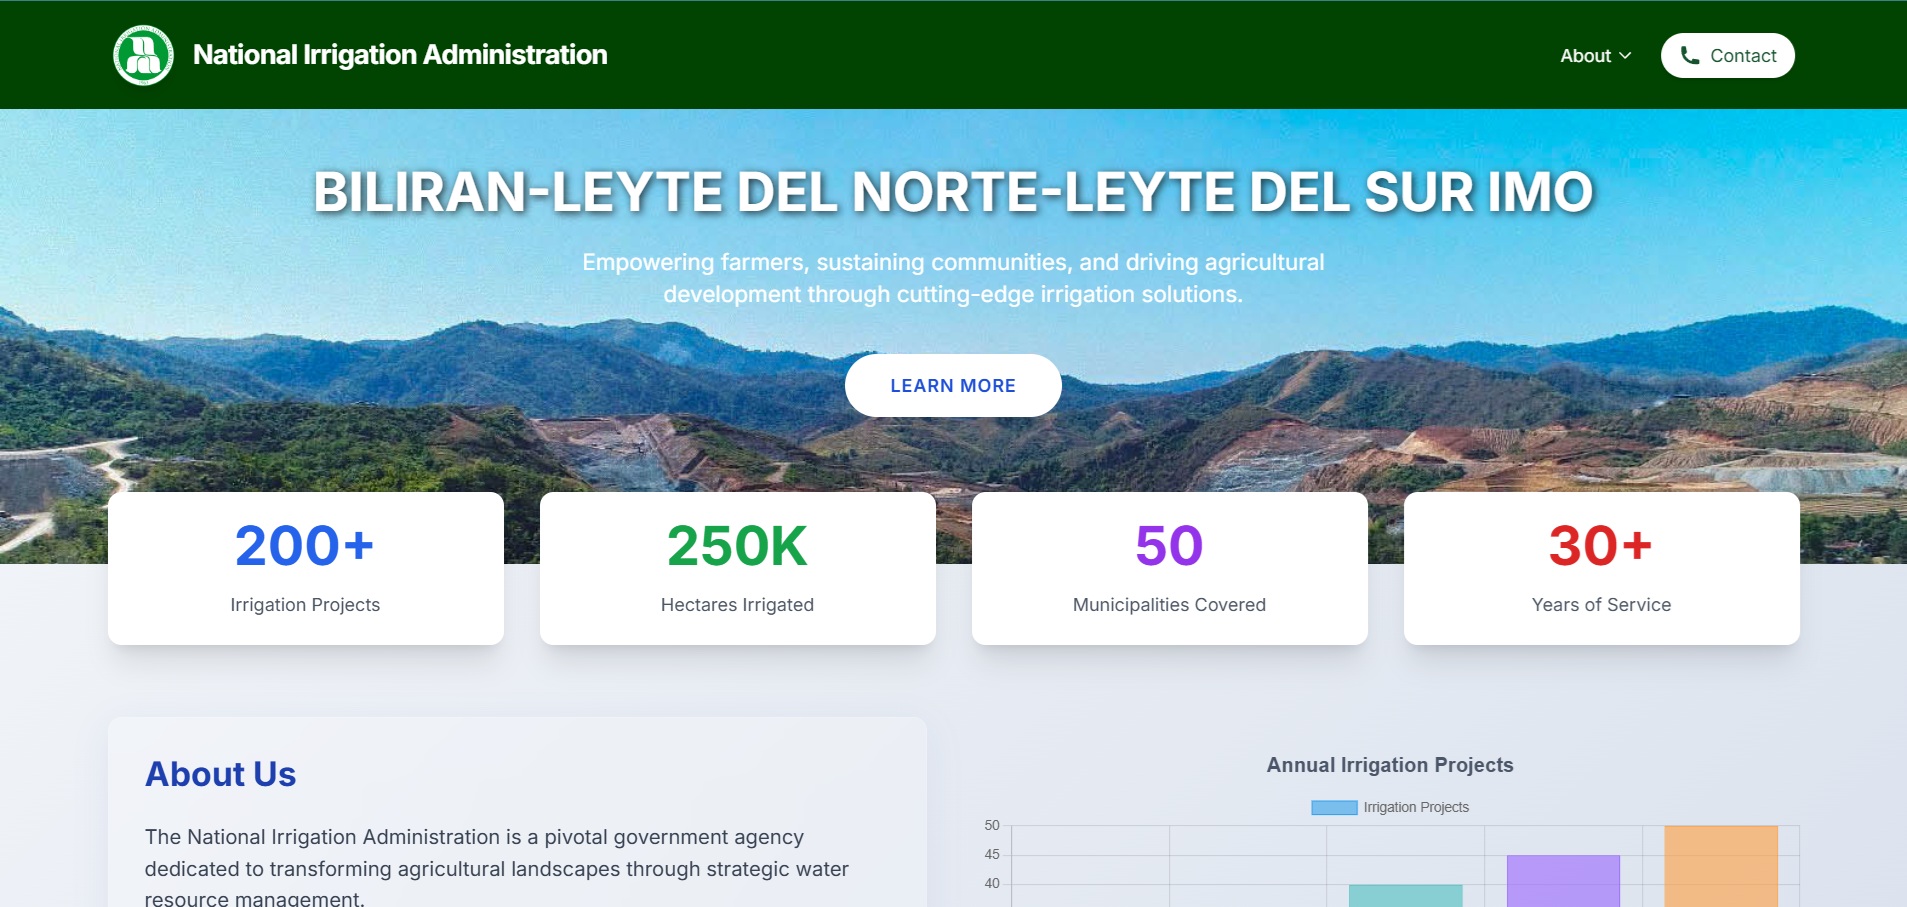 National Irrigation Administration
About
Contact
BILIRAN-LEYTE DEL NORTE-LEYTE DEL SUR IMO
Empowering farmers, sustaining communities, and driving agricultural
development through cutting-edge irrigation solutions.
LEARN MORE
200+
Irrigation Projects
250K
Hectares Irrigated
50
Municipalities Covered
30+
Years of Service
About Us
The National Irrigation Administration is a pivotal government agency
dedicated to transforming agricultural landscapes through strategic water
resource management.
Annual Irrigation Projects
Irrigation Projects
50
45
40